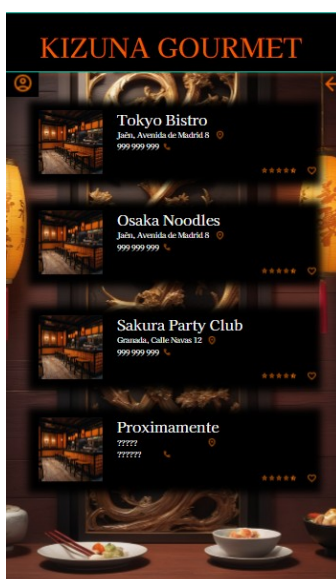 KIZUNA GOURMET
Tokyo Bistro
Jaén, Avenida de Madrid 8
999 999 999
Osaka Noodles
Jaén, Avenida de Madrid 8
999 999 999
Sakura Party Club
Granada, Calle Navas 12
999 999 999
Proximamente
?????
??????